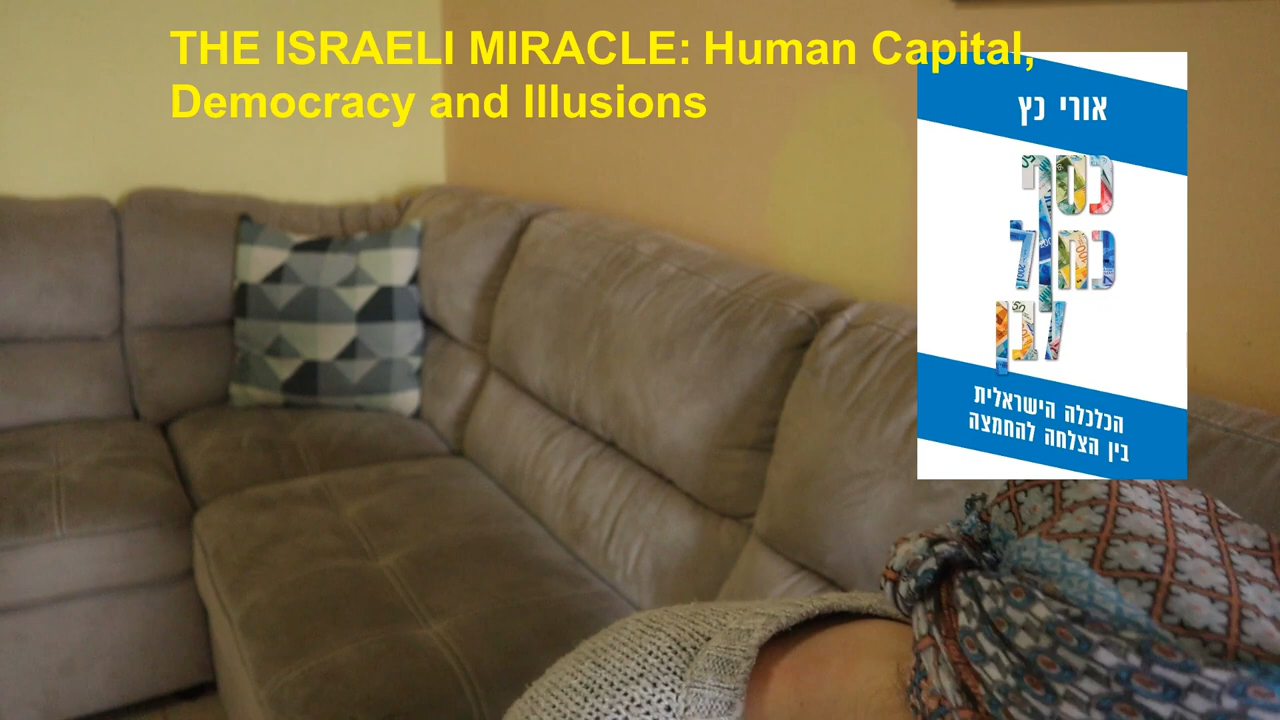 THE ISRAELI MIRACLE: Human Capital,
Democracy and Illusions
אורי כץ
כסף
כחול
לבן
הכלכלה הישראלית
בין הצלחה להחמצה